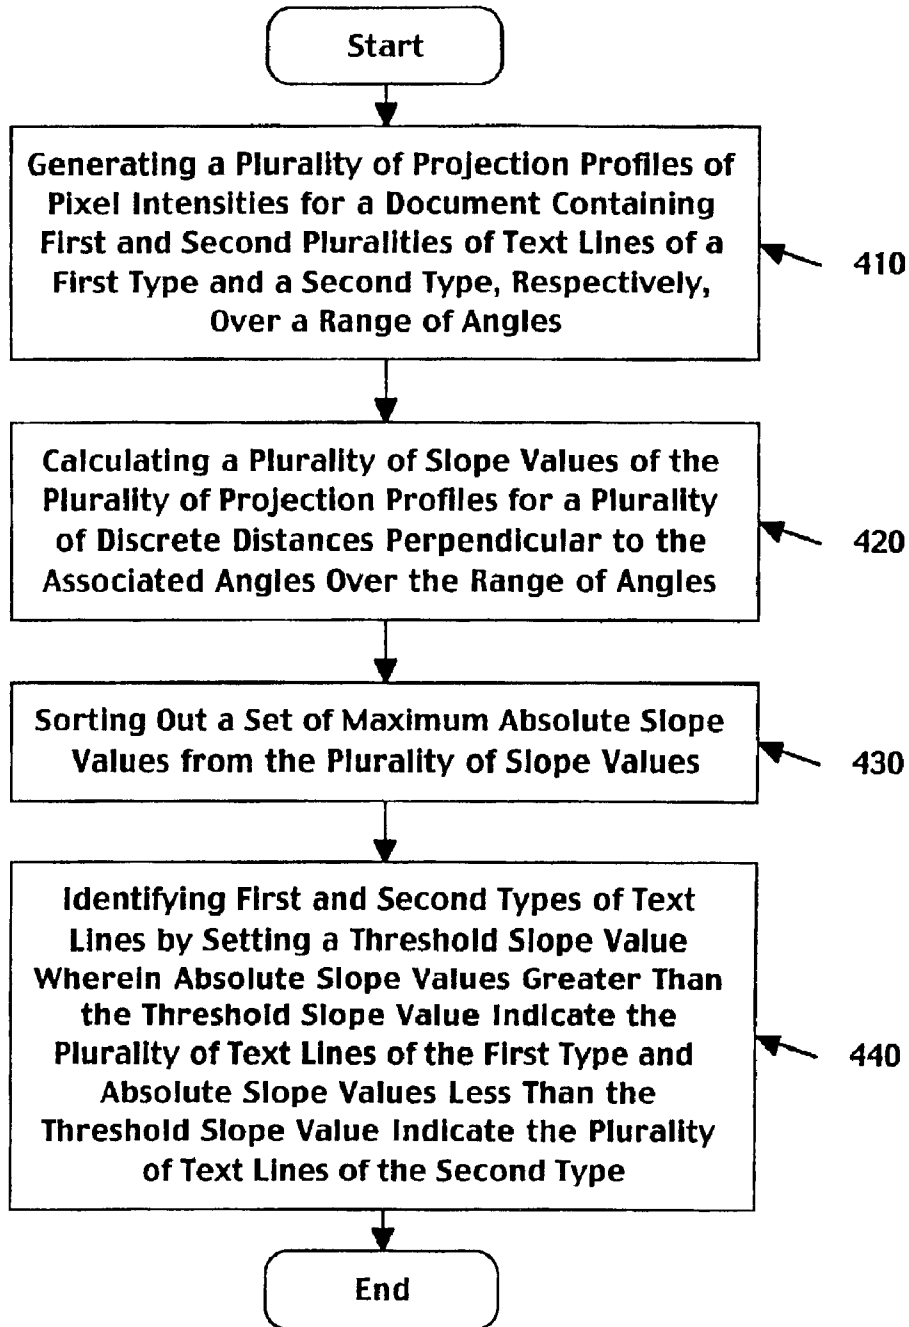 Start
Generating a Plurality of Projection Profiles of
Pixel Intensities for a Document Containing
First and Second Pluralities of Text Lines of a
First Type and a Second Type, Respectively,
Over a Range of Angles
410
Calculating a Plurality of Slope Values of the
Plurality of Projection Profiles for a Plurality
of Discrete Distances Perpendicular to the
Associated Angles Over the Range of Angles
420
Sorting Out a Set of Maximum Absolute Slope
Values from the Plurality of Slope Values
430
Identifying First and Second Types of Text
Lines by Setting a Threshold Slope Value
Wherein Absolute Slope Values Greater Than
the Threshold Slope Value Indicate the
Plurality of Text Lines of the First Type and
Absolute Slope Values Less Than the
Threshold Slope Value Indicate the Plurality
of Text Lines of the Second Type
440
End